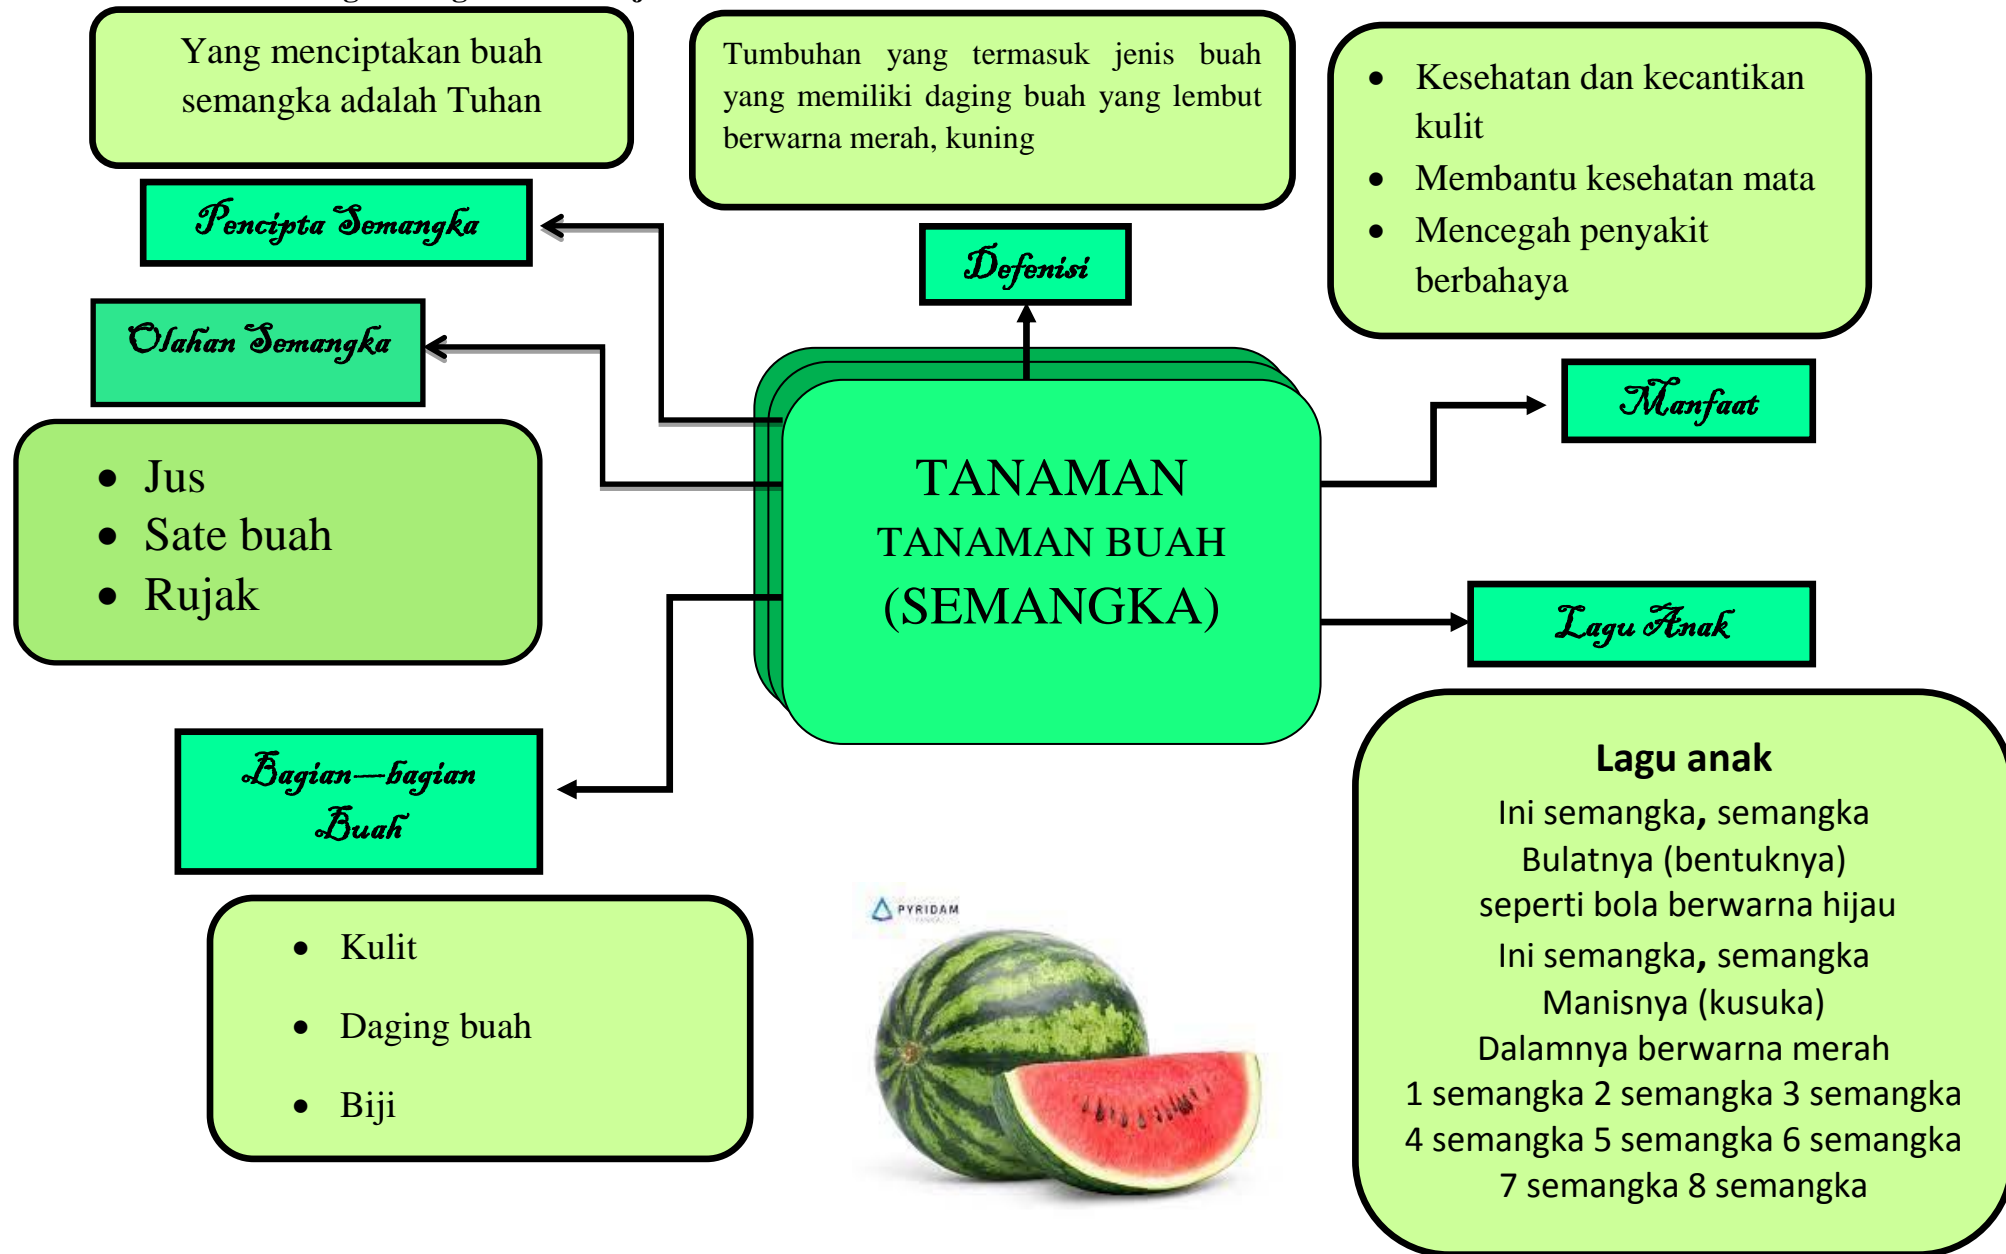 Yang menciptakan buah
semangka adalah Tuhan
Pencipta Semangka
Tumbuhan yang termasuk jenis buah
yang memiliki daging buah yang lembut
berwarna merah, kuning
Defenisi
• Kesehatan dan kecantikan
kulit
• Membantu kesehatan mata
• Mencegah penyakit
berbahaya
Manfaat
Olahan Semangka
• Jus
• Sate buah
• Rujak
TANAMAN
TANAMAN BUAH
(SEMANGKA)
Lagu Anak
Lagu anak
Ini semangka, semangka
Bulatnya (bentuknya)
seperti bola berwarna hijau
Ini semangka, semangka
Manisnya (kusuka)
Dalamnya berwarna merah
1 semangka 2 semangka 3 semangka
4 semangka 5 semangka 6 semangka
7 semangka 8 semangka
Bagian—bagian
Buah
• Kulit
• Daging buah
• Biji
PYRIDAM